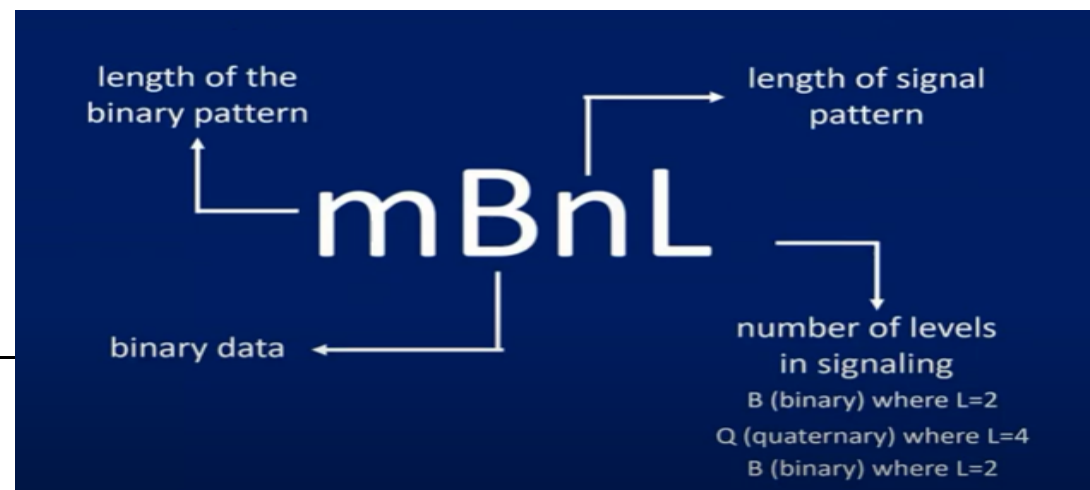 length of the
binary pattern
length of signal
pattern
mBnL
binary data
number of levels
in signaling
B (binary) where L=2
Q (quaternary) where L=4
B (binary) where L=2